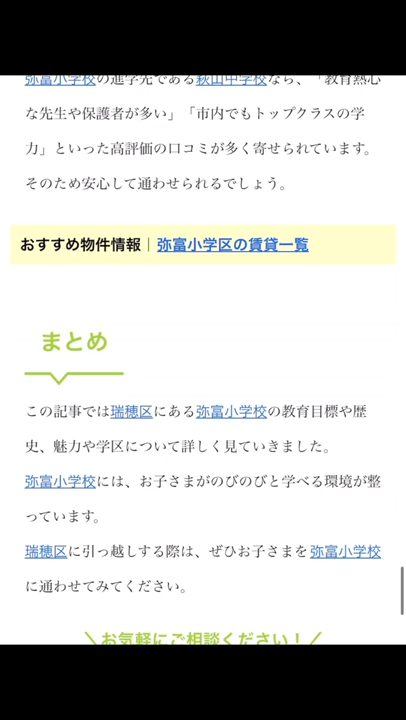 弥富小学校の進学先である萩山中学校なら、「教育熱心
な先生や保護者が多い」「市内でもトップクラスの学
力」といった高評価の口コミが多く寄せられています。
そのため安心して通わせられるでしょう。
おすすめ物件情報｜弥富小学区の賃貸一覧
まとめ
この記事では瑞穂区にある弥富小学校の教育目標や歴
史、魅力や学区について詳しく見ていきました。
弥富小学校には、お子さまがのびのびと学べる環境が整
っています。
瑞穂区に引っ越しする際は、ぜひお子さまを弥富小学校
に通わせてみてください。
＼お気軽にご相談ください！／